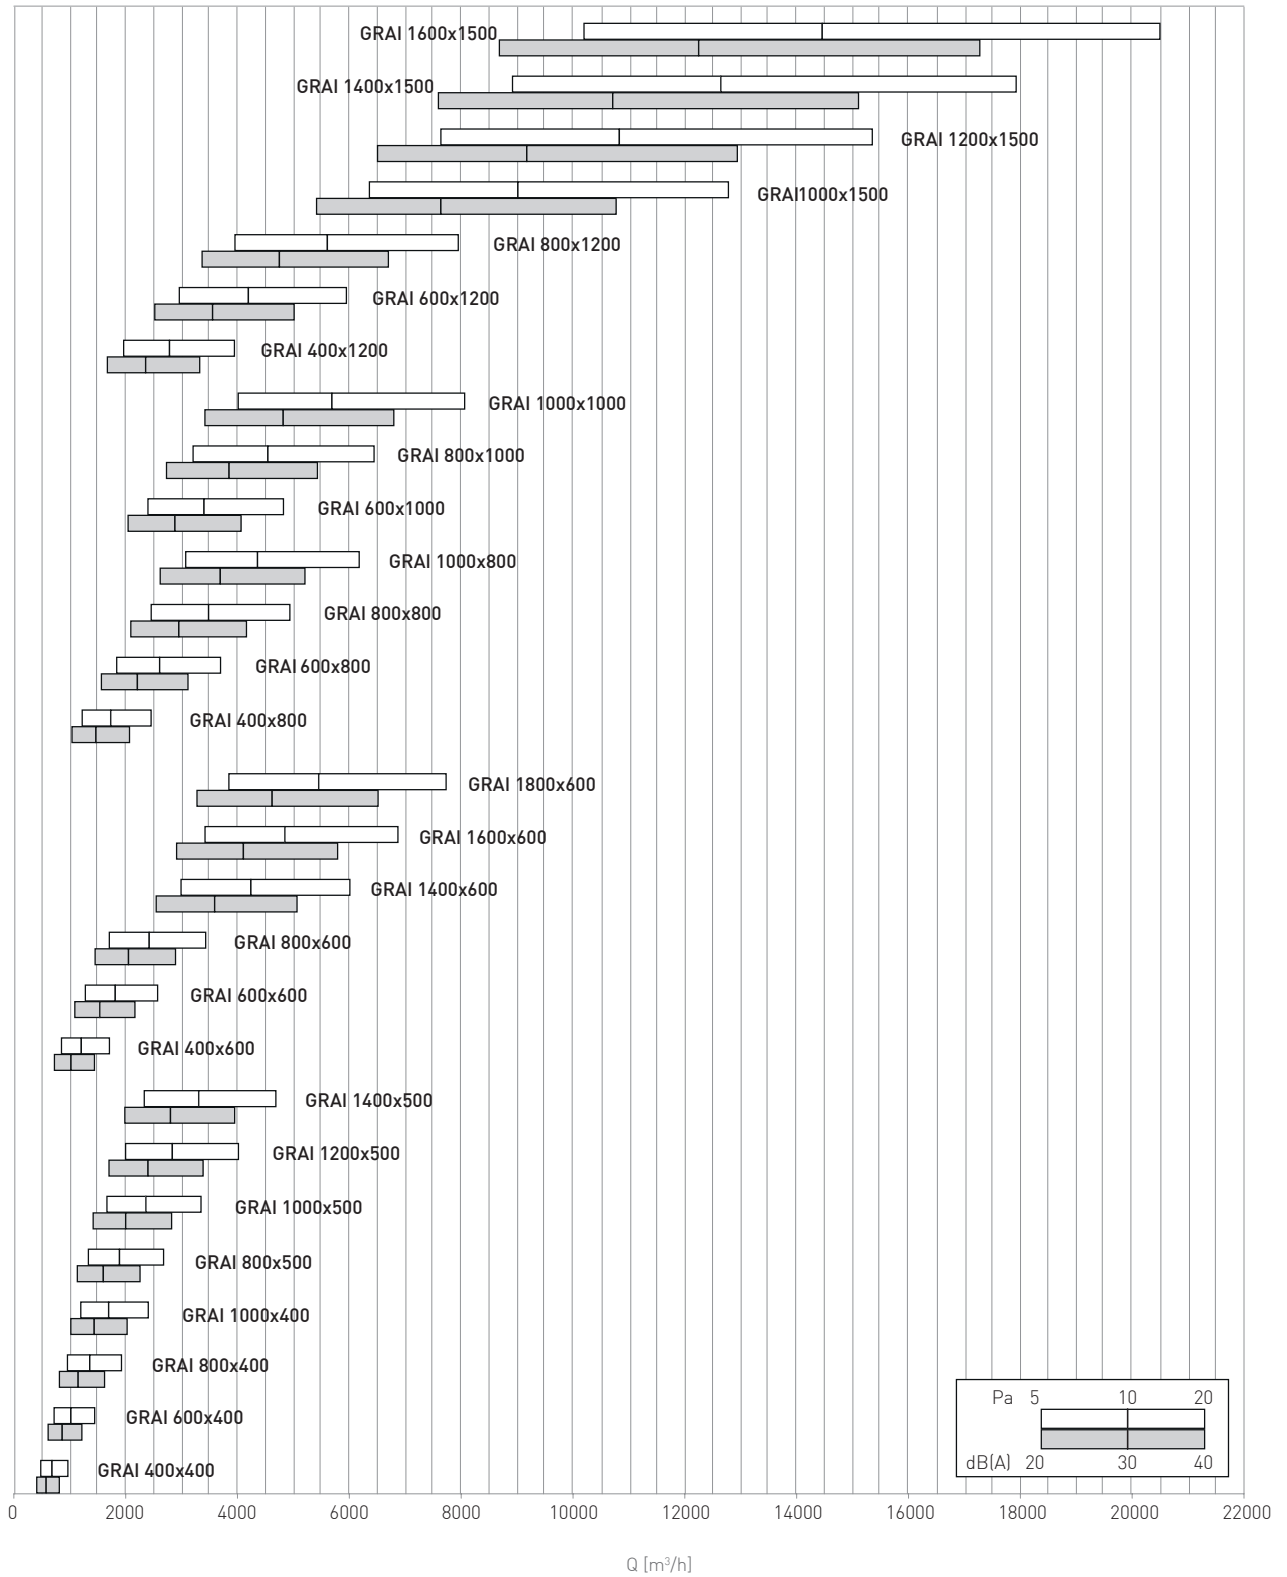 GRAI 1600x1500
GRAI 1400x1500
GRAI 1200x1500
GRAI1000x1500
GRAI 800x1200
GRAI 600x1200
GRAI 400x1200
GRAI 1000x1000
GRAI 800x1000
GRAI 600x1000
GRAI 1000x800
GRAI 800x800
GRAI 600x800
GRAI 400x800
GRAI 1800x600
GRAI 1600x600
GRAI 1400x600
GRAI 800x600
GRAI 600x600
GRAI 400x600
GRAI 1400x500
GRAI 1200x500
GRAI 1000x500
GRAI 800x500
GRAI 1000x400
GRAI 800x400
GRAI 600x400
GRAI 400x400
Pa 5 10 20
dB(A) 20 30 40
0 2000 4000 6000 8000 10000 12000 14000 16000 18000 20000 22000
Q [m³/h]